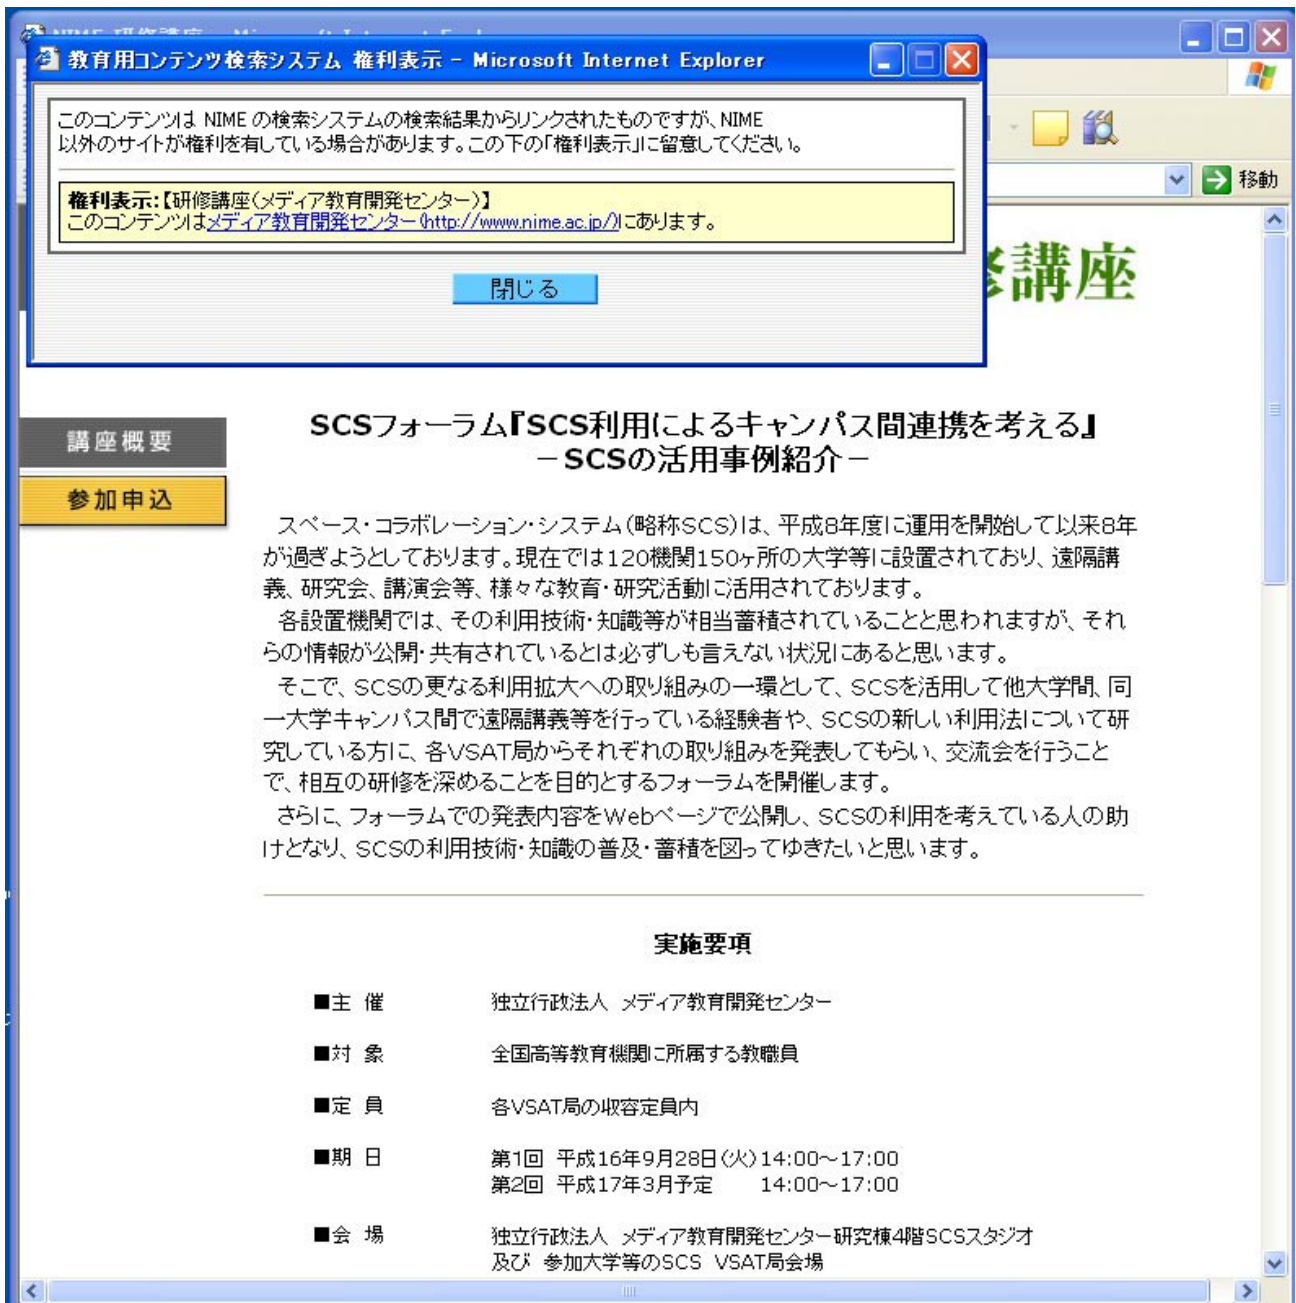 教育用コンテンツ検索システム 権利表示 - Microsoft Internet Explorer
このコンテンツは NIME の検索システムの検索結果からリンクされたものですが、NIME
以外のサイトが権利を有している場合があります。この下の「権利表示」に留意してください。
権利表示:【研修講座(メディア教育開発センター)】
このコンテンツはメディア教育開発センター(http://www.nime.ac.jp/)にあります。
閉じる
移動
講座
講座概要
参加申込
SCSフォーラム『SCS利用によるキャンパス間連携を考える』
－SCSの活用事例紹介－
スペース・コラボレーション・システム(略称SCS)は、平成8年度に運用を開始して以来8年
が過ぎようとしております。現在では120機関150ヶ所の大学等に設置されており、遠隔講
義、研究会、講演会等、様々な教育・研究活動に活用されております。
各設置機関では、その利用技術・知識等が相当蓄積されていることと思われますが、それ
らの情報が公開・共有されているとは必ずしも言えない状況にあると思います。
そこで、SCSの更なる利用拡大への取り組みの一環として、SCSを活用して他大学間、同
一大学キャンパス間で遠隔講義等を行っている経験者や、SCSの新しい利用法について研
究している方に、各VSAT局からそれぞれの取り組みを発表してもらい、交流会を行うこと
で、相互の研修を深めることを目的とするフォーラムを開催します。
さらに、フォーラムでの発表内容をWebページで公開し、SCSの利用を考えている人の助
けとなり、SCSの利用技術・知識の普及・蓄積を図ってゆきたいと思います。
実施要項
■主 催 独立行政法人 メディア教育開発センター
■対 象 全国高等教育機関に所属する教職員
■定 員 各VSAT局の収容定員内
■期 日 第1回 平成16年9月28日(火)14:00～17:00
第2回 平成17年3月予定 14:00～17:00
■会 場 独立行政法人 メディア教育開発センター研究棟4階SCSスタジオ
及び 参加大学等のSCS VSAT局会場